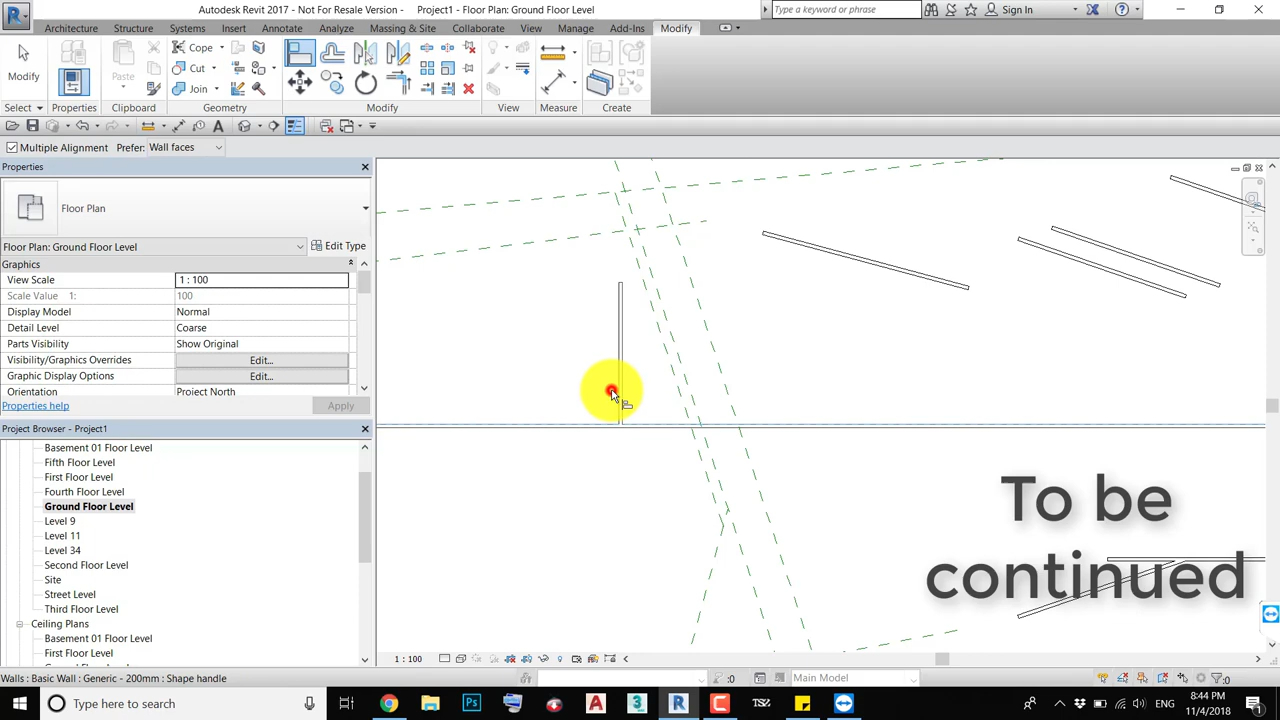 Autodesk Revit 2017 - Not For Resale Version - Project1 - Floor Plan: Ground Floor Level
Type a keyword or phrase
Sign In
Architecture Structure Systems Insert Annotate Analyze Massing & Site Collaborate View Manage Add-Ins Modify
Modify
Paste
Cope
Cut
Join
Select Properties Clipboard Geometry Modify View Measure Create
Multiple Alignment Prefer: Wall faces
Properties
Floor Plan
Floor Plan: Ground Floor Level Edit Type
Graphics
View Scale 1 : 100
Scale Value 1: 100
Display Model Normal
Detail Level Coarse
Parts Visibility Show Original
Visibility/Graphics Overrides Edit...
Graphic Display Options Edit...
Orientation Project North
Properties help Apply
Project Browser - Project1
Basement 01 Floor Level
Fifth Floor Level
First Floor Level
Fourth Floor Level
Ground Floor Level
Level 9
Level 11
Level 34
Second Floor Level
Site
Street Level
Third Floor Level
Ceiling Plans
Basement 01 Floor Level
First Floor Level
To be
continued
1 : 100
Walls : Basic Wall : Generic - 200mm : Shape handle
:0
Main Model
:0
Type here to search
ENG
8:44 PM
11/4/2018